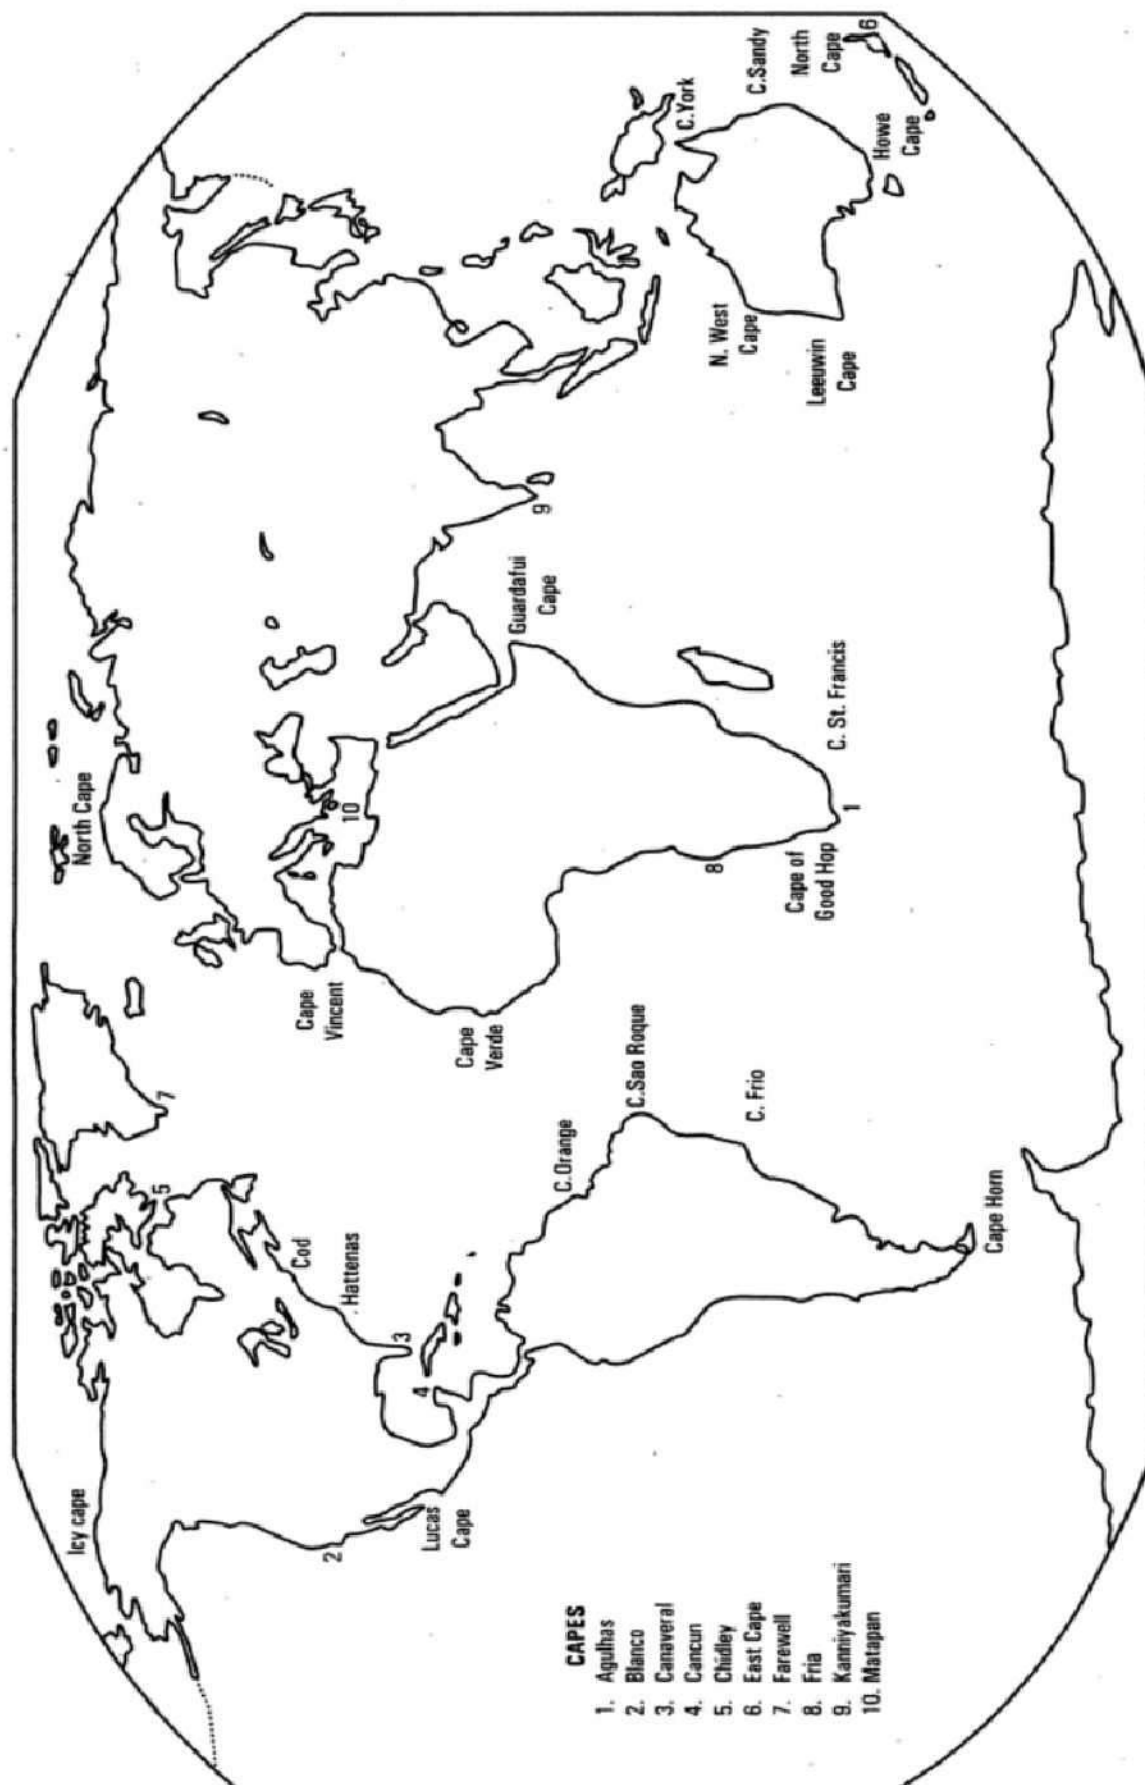 Icy cape
North Cape
7
5
Cod
Hattenas
3
4
2
Lucas
Cape
Cape
Vincent
6
10
Cape
Verde
C.Orange
C.Sao Roque
C. Frio
Cape Horn
Guardafui
Cape
9
8
Cape of
Good Hop
1
C. St. Francis
N. West
Cape
Leeuwin
Cape
C.York
C.Sandy
North
Cape
6
Howe
Cape
CAPES
1. Agulhas
2. Blanco
3. Canaveral
4. Cancun
5. Chidley
6. East Cape
7. Farewell
8. Fria
9. Kanniyakumari
10. Matapan